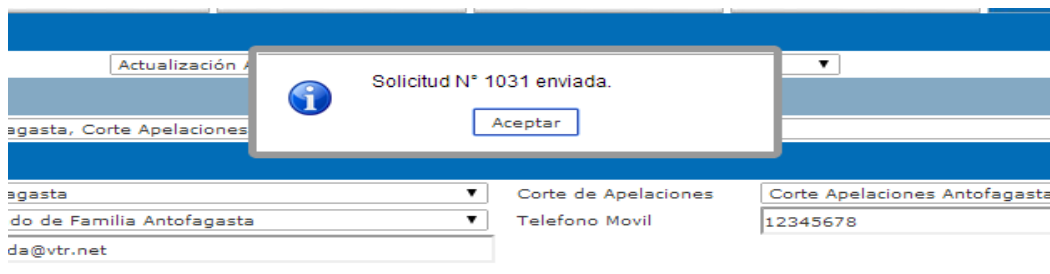 Actualización A
Solicitud N° 1031 enviada.
Aceptar
agasta, Corte Apelaciones
agasta
Corte de Apelaciones
Corte Apelaciones Antofagasta
do de Familia Antofagasta
Telefono Movil
12345678
da@vtr.net